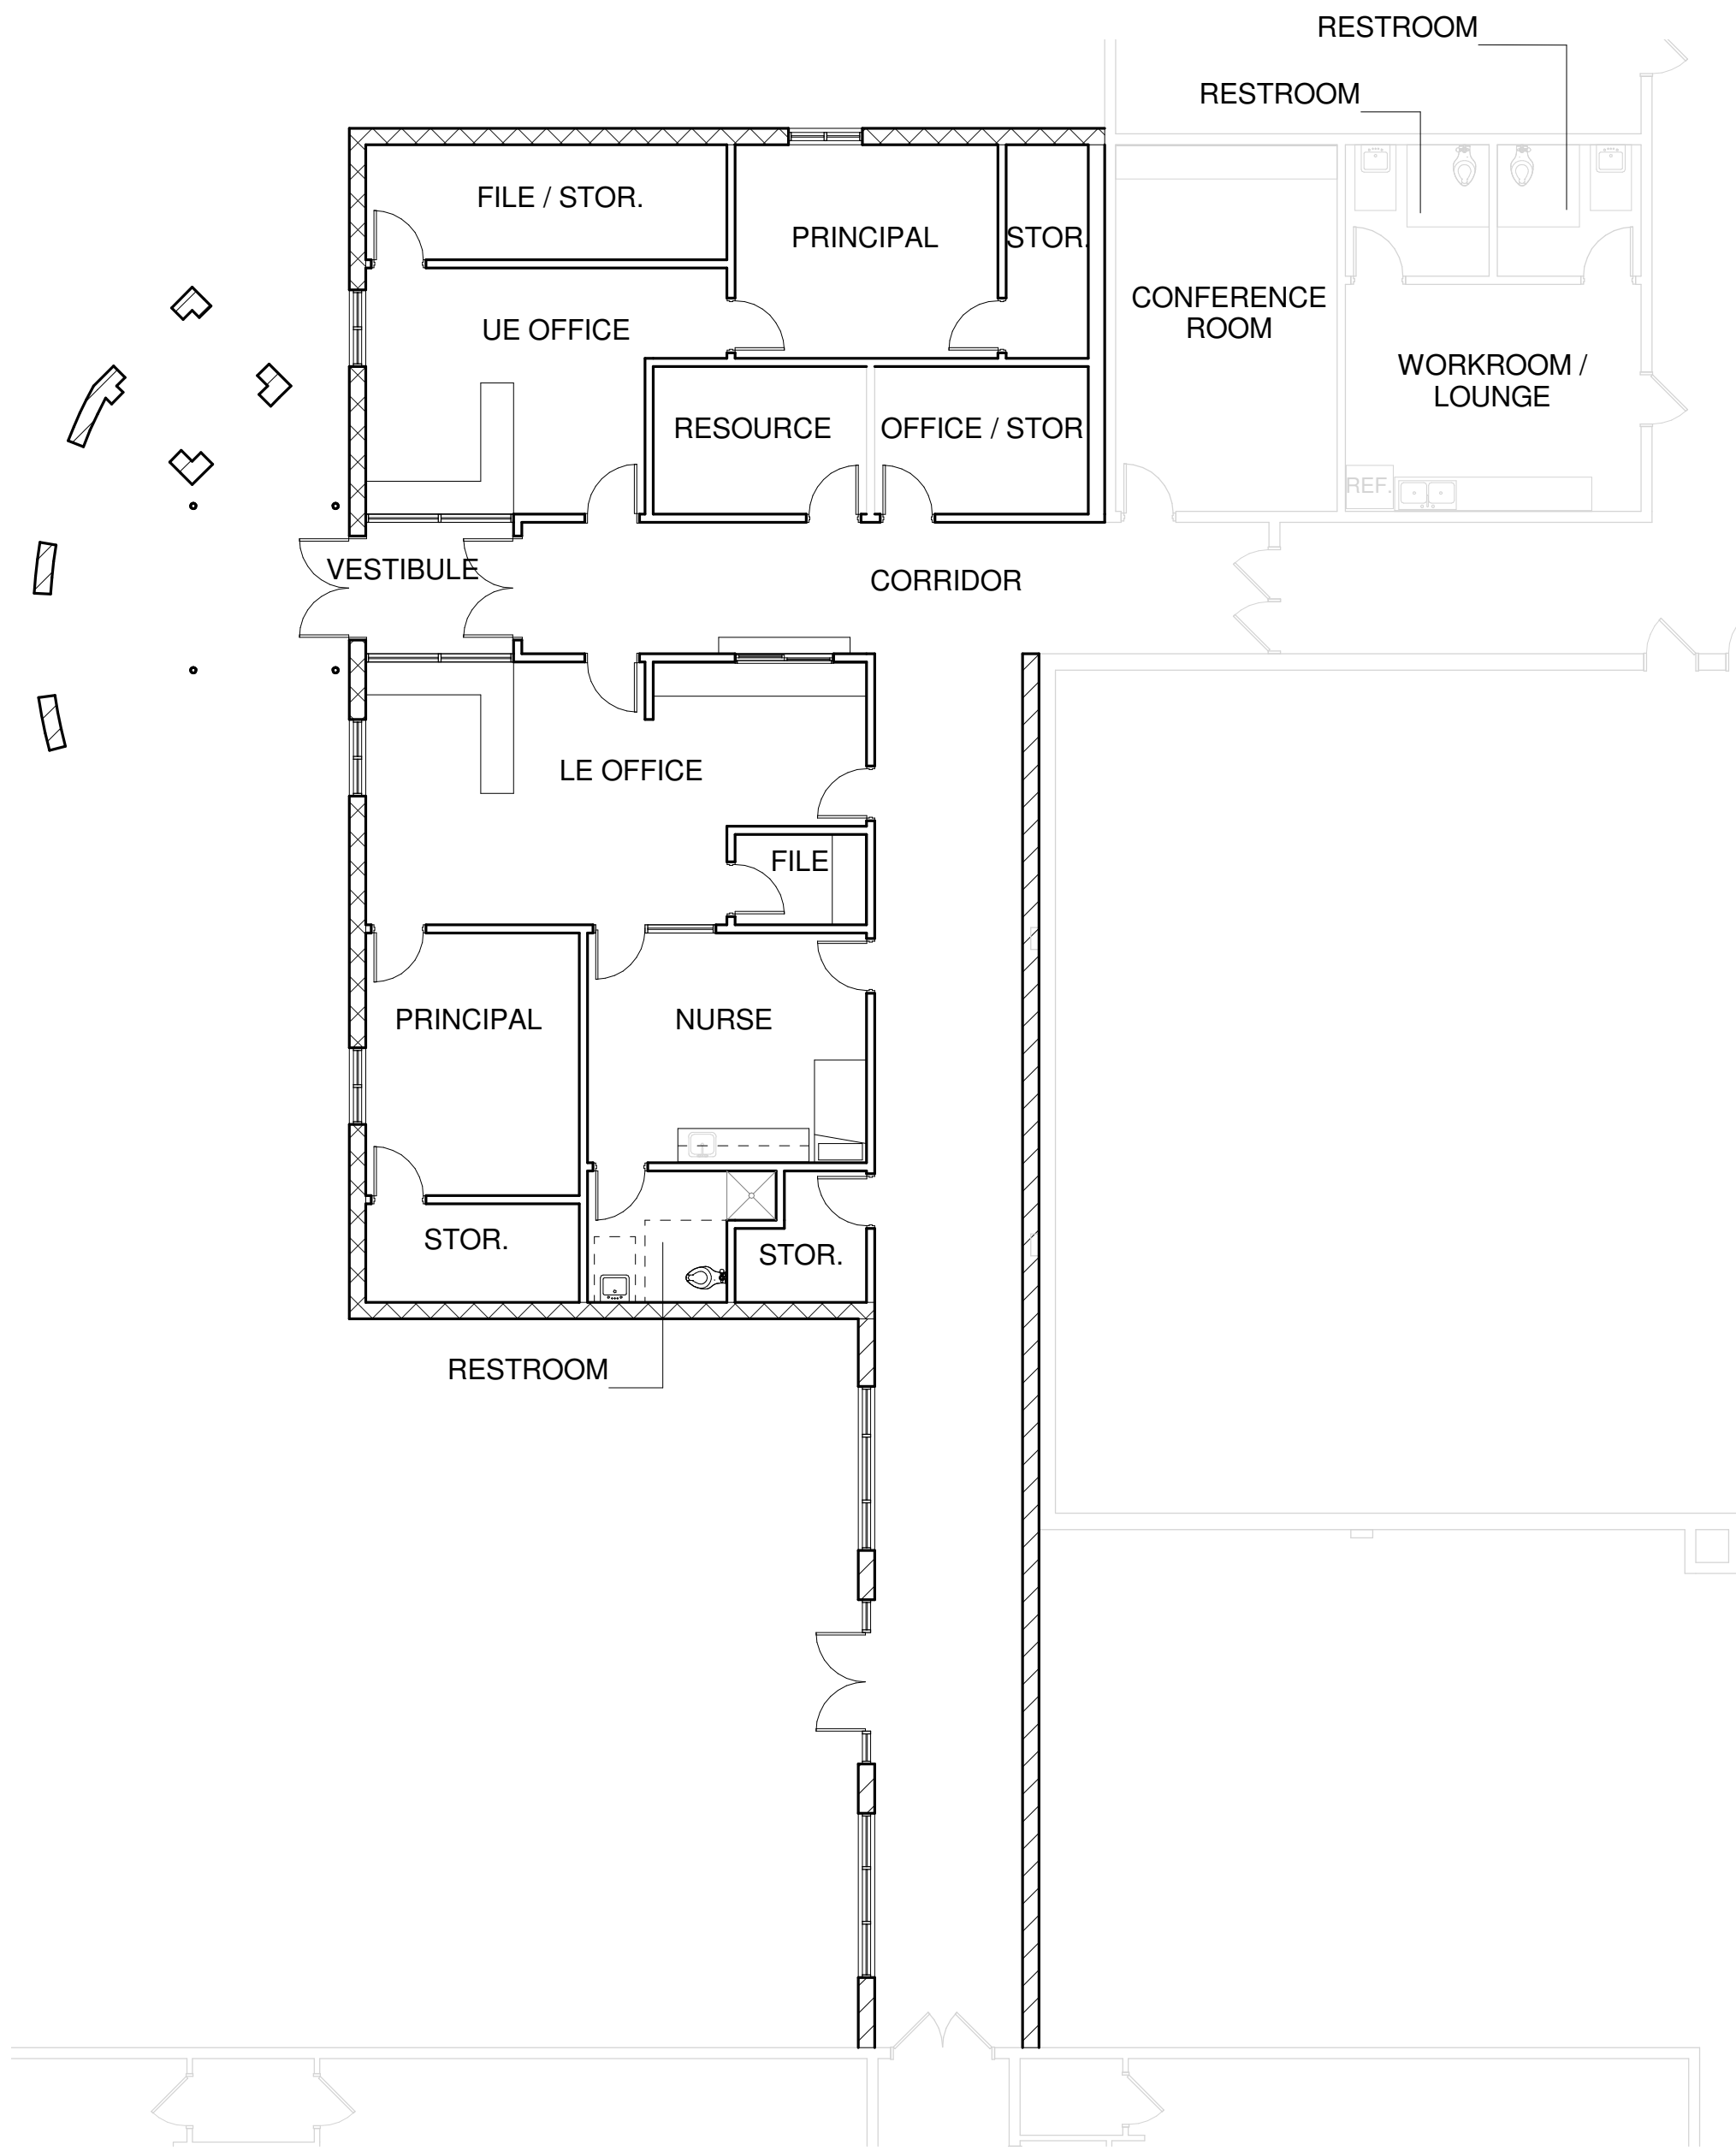 RESTROOM
RESTROOM
FILE / STOR.
PRINCIPAL
STOR.
CONFERENCE
ROOM
UE OFFICE
WORKROOM /
LOUNGE
RESOURCE
OFFICE / STOR
REF.
VESTIBULE
CORRIDOR
LE OFFICE
FILE
PRINCIPAL
NURSE
STOR.
STOR.
RESTROOM